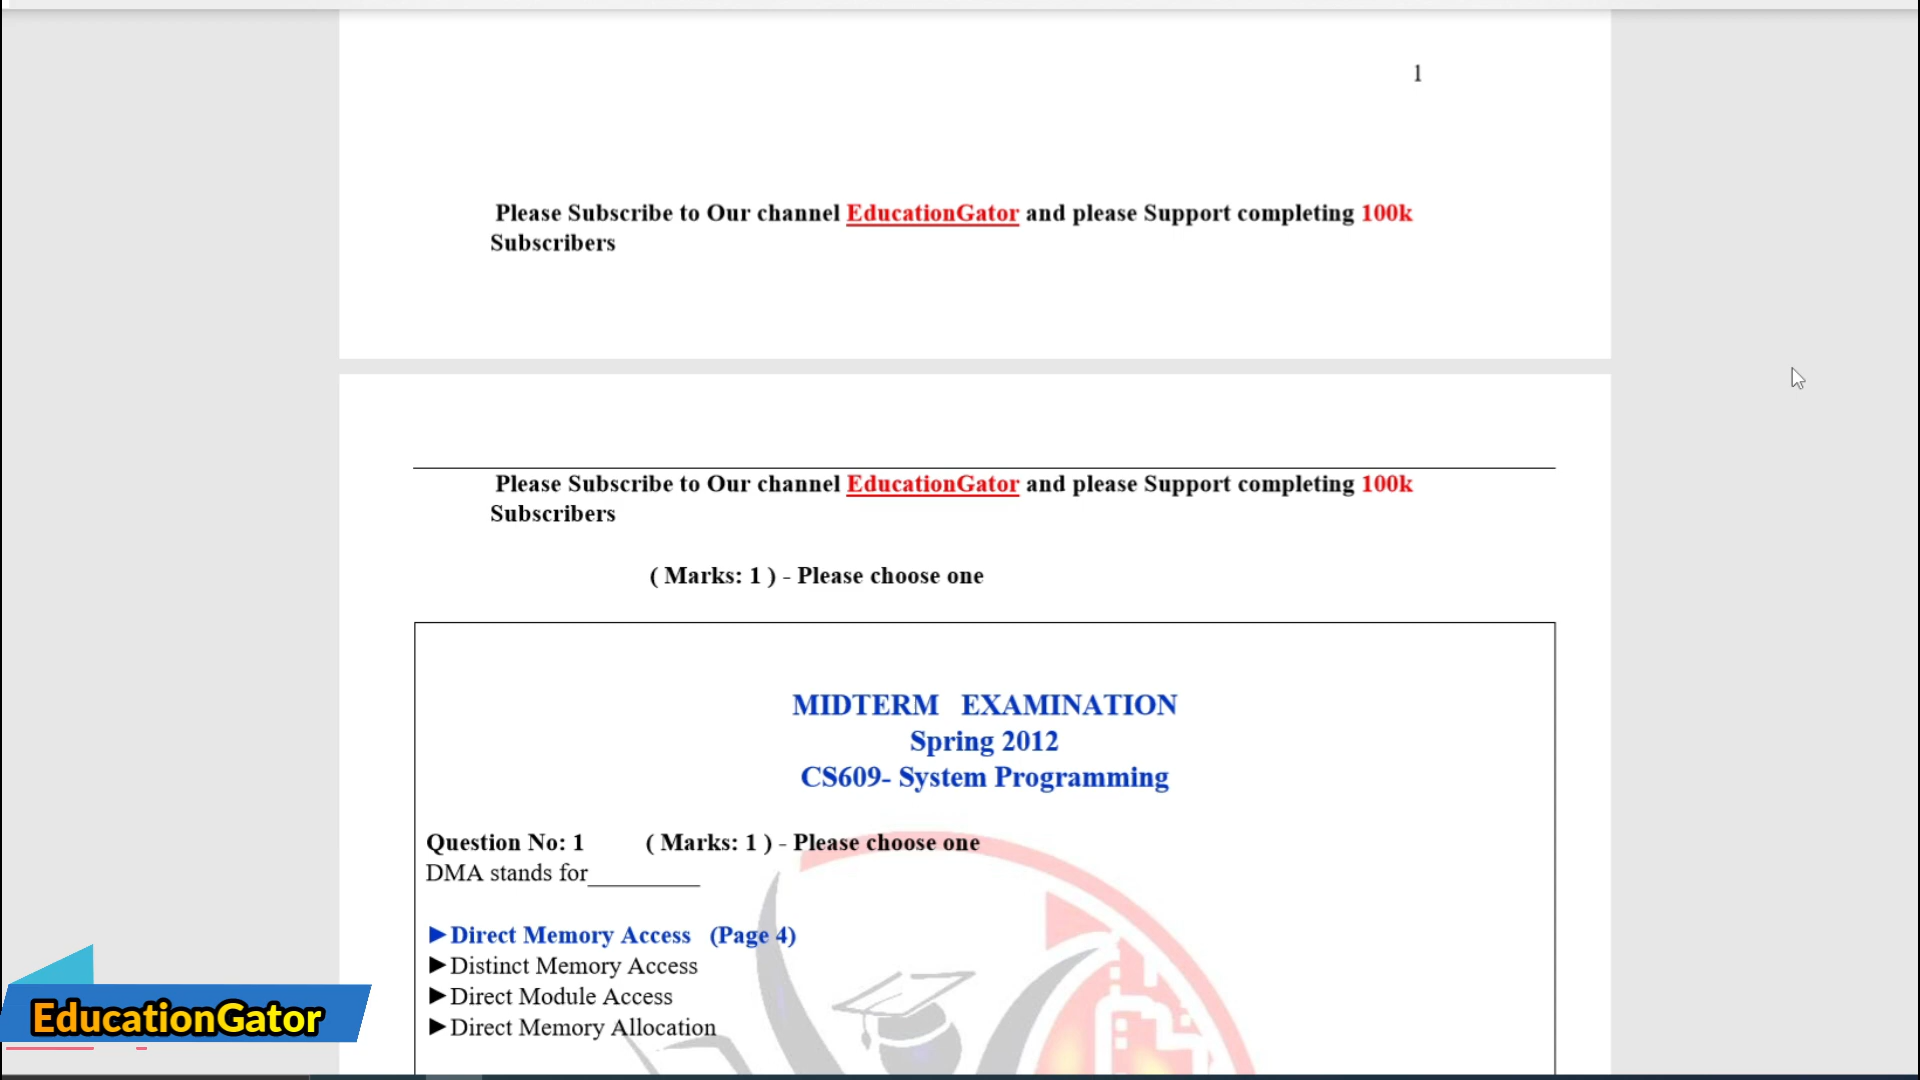 1
Please Subscribe to Our channel EducationGator and please Support completing 100k
Subscribers
Please Subscribe to Our channel EducationGator and please Support completing 100k
Subscribers
( Marks: 1 ) - Please choose one
MIDTERM EXAMINATION
Spring 2012
CS609- System Programming
Question No: 1 ( Marks: 1 ) - Please choose one
DMA stands for__________
►Direct Memory Access (Page 4)
►Distinct Memory Access
►Direct Module Access
►Direct Memory Allocation
EducationGator